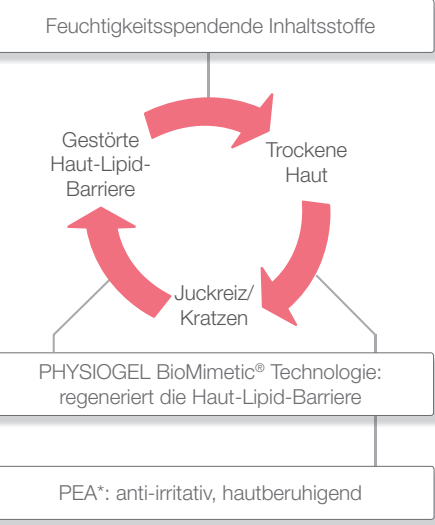 Feuchtigkeitsspendende Inhaltsstoffe
Gestörte
Haut-Lipid-
Barriere
Trockene
Haut
Juckreiz/
Kratzen
PHYSIOGEL BioMimetic® Technologie:
regeneriert die Haut-Lipid-Barriere
PEA*: anti-irritativ, hautberuhigend